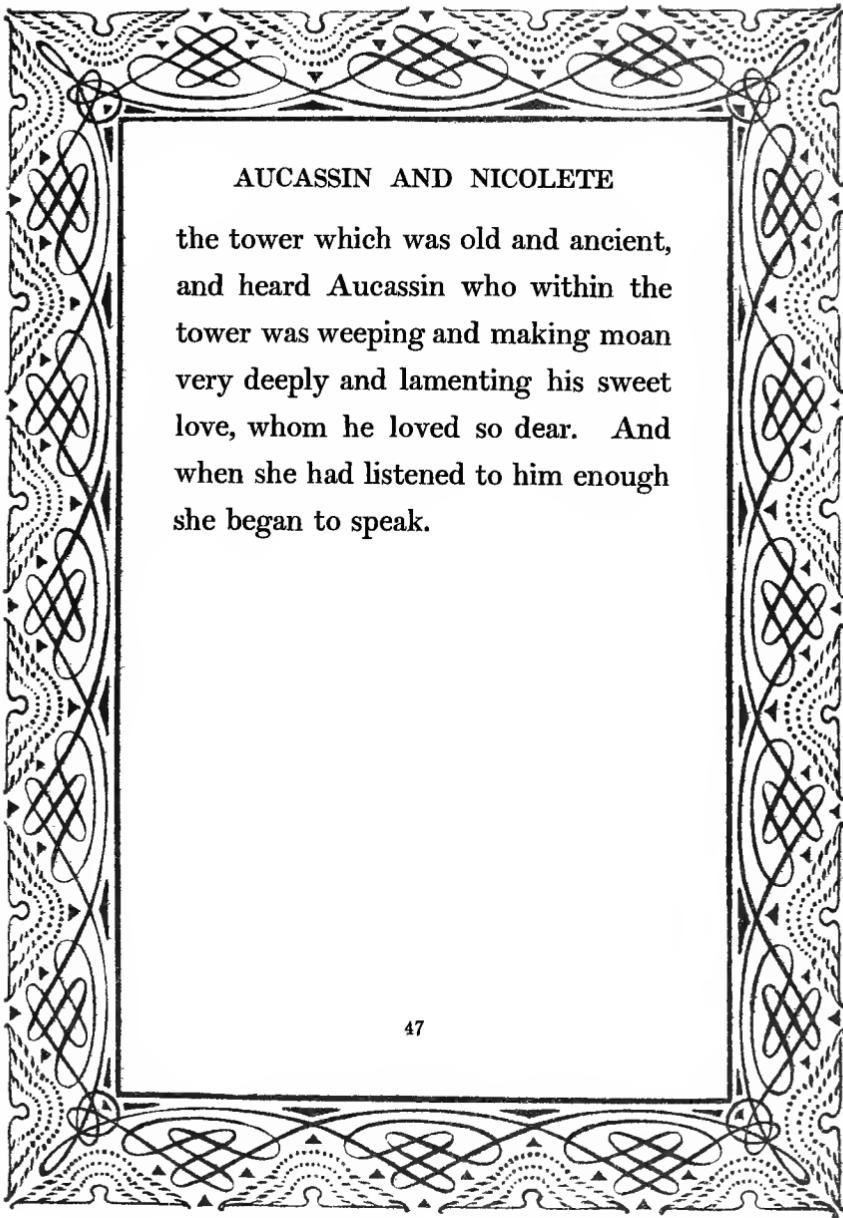 AUCASSIN AND NICOLETE
the tower which was old and ancient,
and heard Aucassin who within the
tower was weeping and making moan
very deeply and lamenting his sweet
love, whom he loved so dear. And
when she had listened to him enough
she began to speak.
47